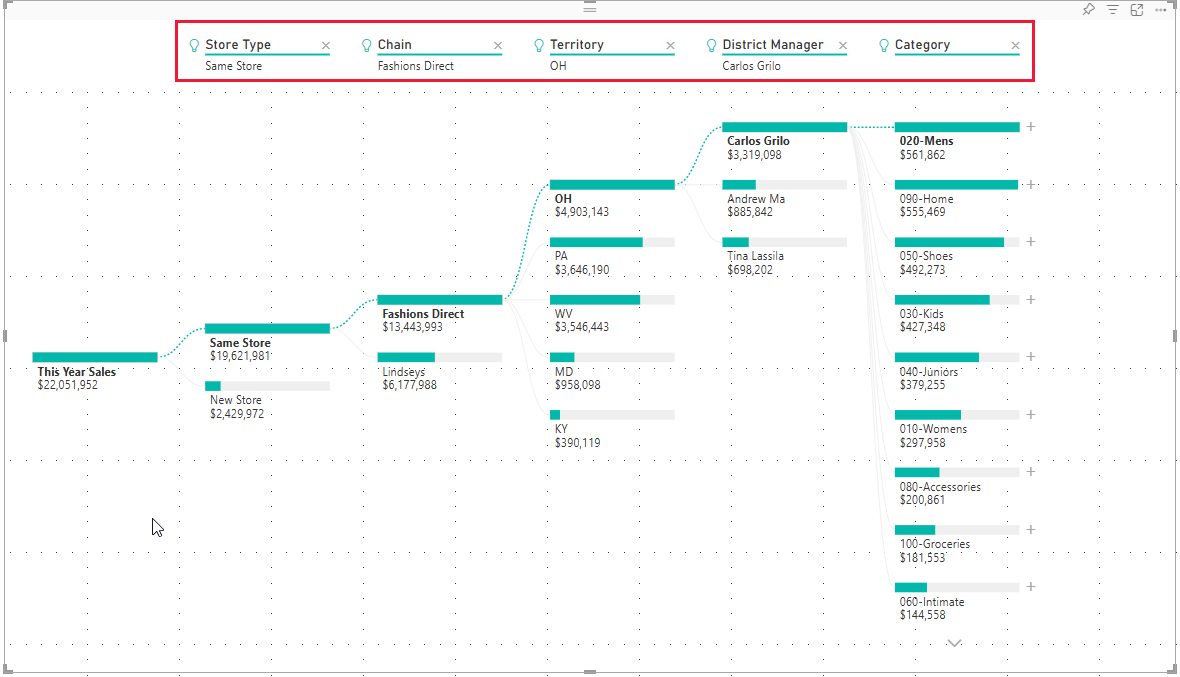 Store Type
Same Store
Chain
Fashions Direct
Territory
OH
District Manager
Carlos Grilo
Category
This Year Sales
$22,051,952
Same Store
$19,621,981
New Store
$2,429,972
Fashions Direct
$13,443,993
Lindseys
$6,177,988
OH
$4,903,143
PA
$3,646,190
WV
$3,546,443
MD
$958,098
KY
$390,119
Carlos Grilo
$3,319,098
Andrew Ma
$885,842
Tina Lassila
$698,202
020-Mens
$561,862
090-Home
$555,469
050-Shoes
$492,273
030-Kids
$427,348
040-Juniors
$379,255
010-Womens
$297,958
080-Accessories
$200,861
100-Groceries
$181,553
060-Intimate
$144,558